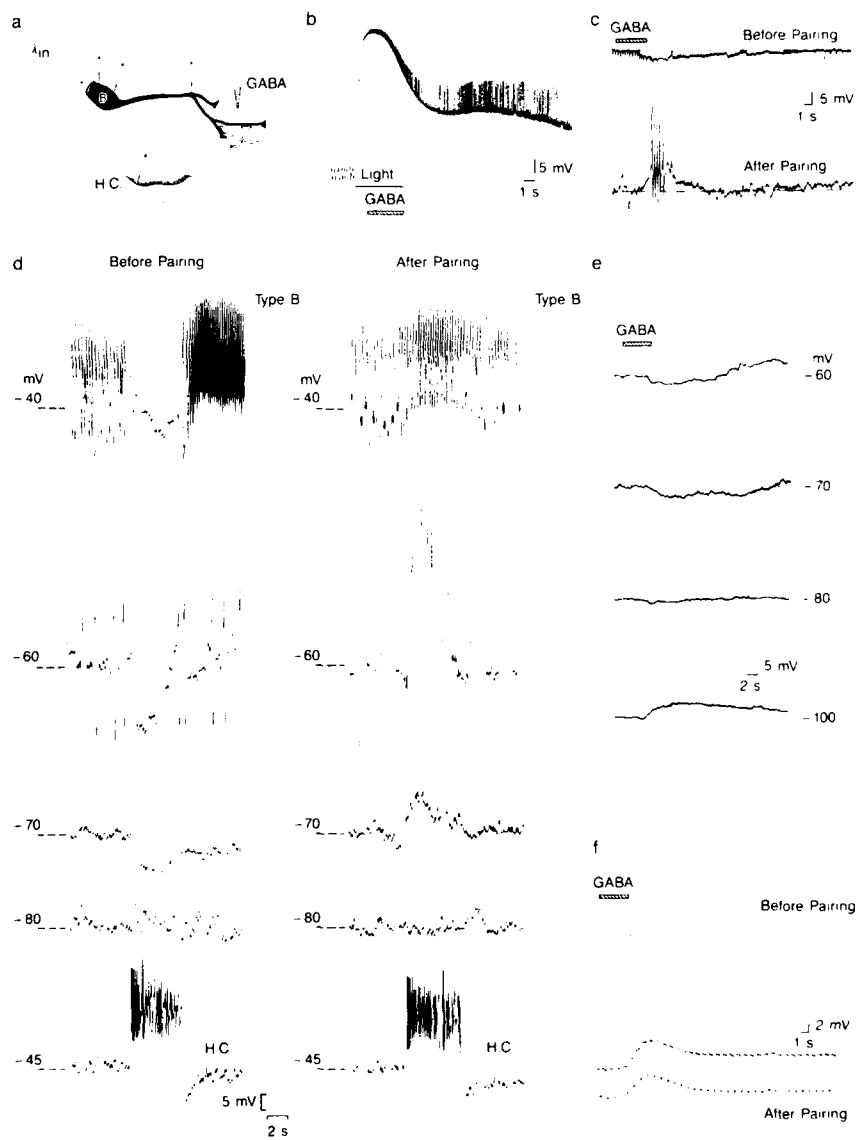 a
λin
B
GABA
H.C.
b
Light
GABA
5 mV
1 s
c
GABA
Before Pairing
5 mV
1 s
After Pairing
d
Before Pairing
After Pairing
Type B
Type B
mV
-40
-40
-60
-60
-70
-70
-80
-80
-45
H.C
-45
H.C
5 mV
2 s
e
GABA
mV
-60
-70
-80
5 mV
2 s
-100
f
GABA
Before Pairing
2 mV
1 s
After Pairing